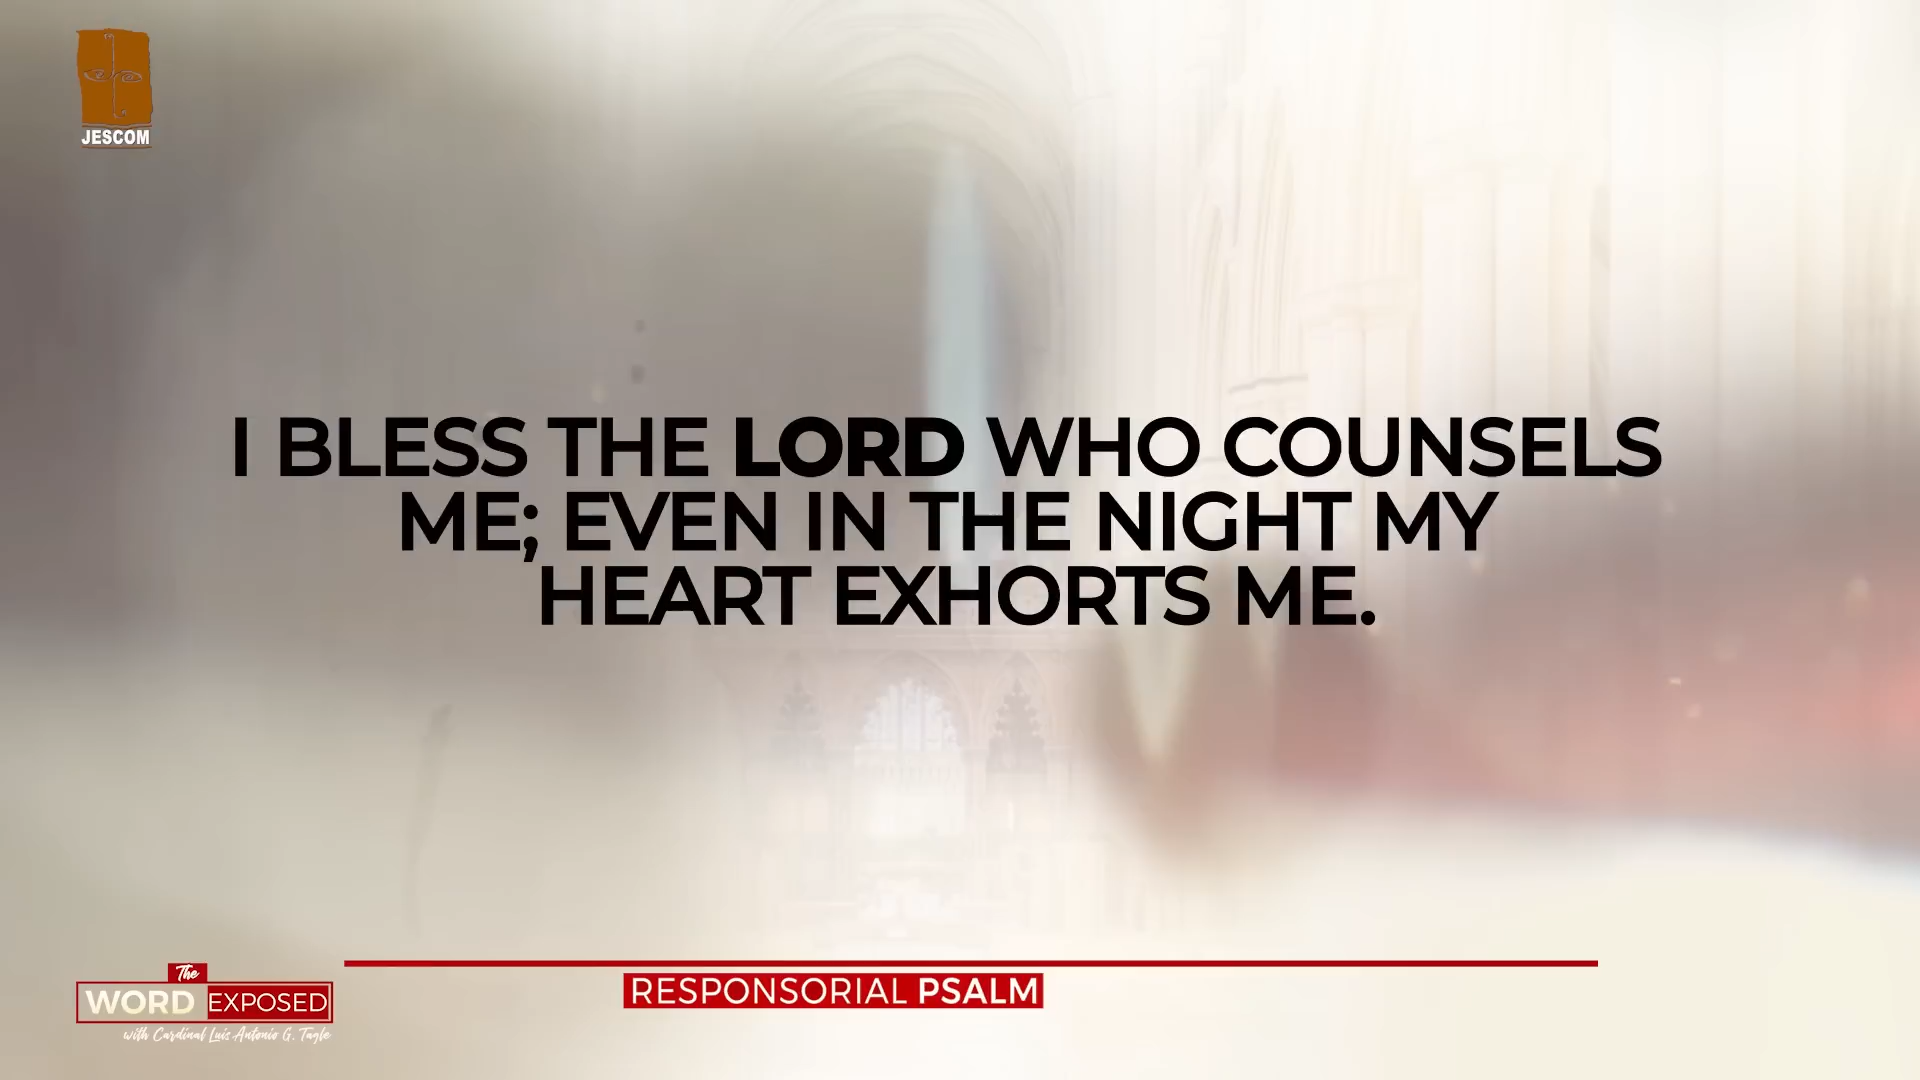 JESCOM
I BLESS THE LORD WHO COUNSELS
ME; EVEN IN THE NIGHT MY
HEART EXHORTS ME.
The
WORD EXPOSED
with Cardinal Luis Antonio G. Tagle
RESPONSORIAL PSALM